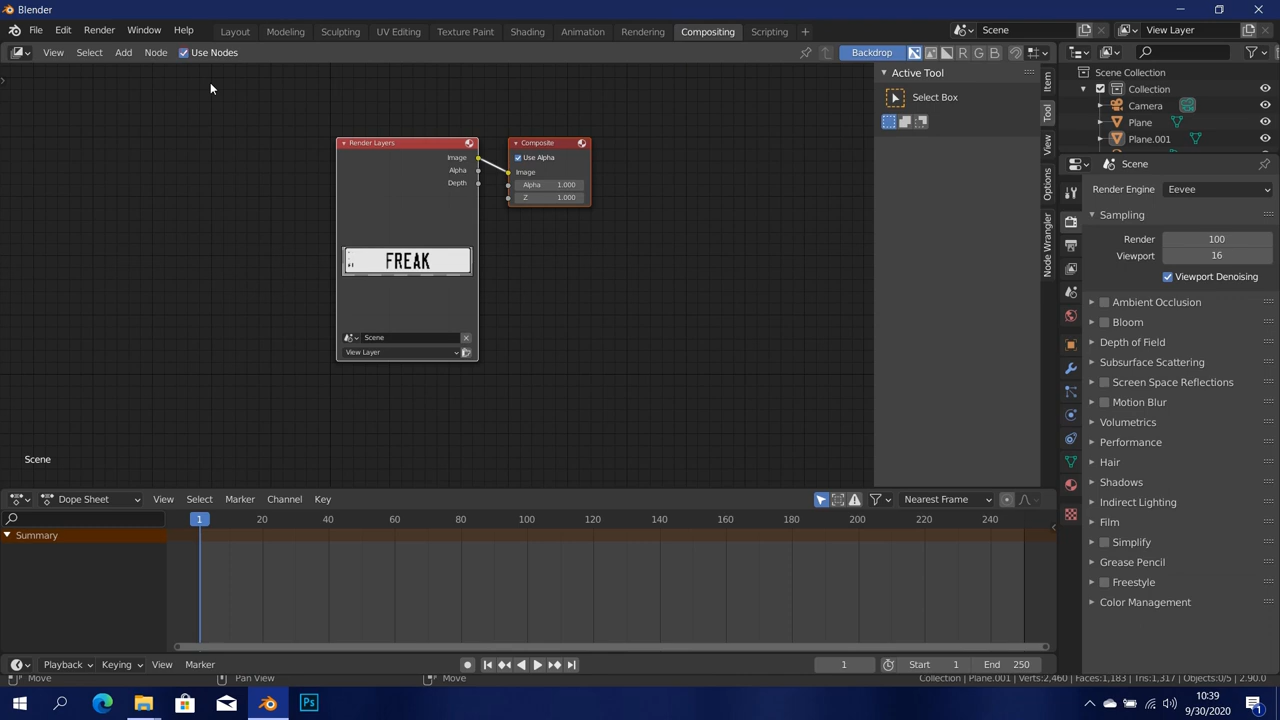 Blender
File Edit Render Window Help
Layout Modeling Sculpting UV Editing Texture Paint Shading Animation Rendering Compositing Scripting +
Scene
View Layer
View Select Add Node Use Nodes
Backdrop
R G B
Active Tool
Select Box
Item
Tool
View
Options
Node Wrangler
Scene Collection
Collection
Camera
Plane
Plane.001
Scene
Render Engine Eevee
Sampling
Render 100
Viewport 16
Viewport Denoising
Ambient Occlusion
Bloom
Depth of Field
Subsurface Scattering
Screen Space Reflections
Motion Blur
Volumetrics
Performance
Hair
Shadows
Indirect Lighting
Film
Simplify
Grease Pencil
Freestyle
Color Management
Render Layers
Image
Alpha
Depth
FREAK
Scene
View Layer
Composite
Use Alpha
Image
Alpha 1.000
Z 1.000
Scene
Dope Sheet View Select Marker Channel Key
Nearest Frame
1 20 40 60 80 100 120 140 160 180 200 220 240
Summary
Playback Keying View Marker
1 Start 1 End 250
Move Pan View Move
Collection | Plane.001 | Verts:2,460 | Faces:1,183 | Tris:1,317 | Objects:0/5 | 2.90.0
Ps
10:39
9/30/2020
1